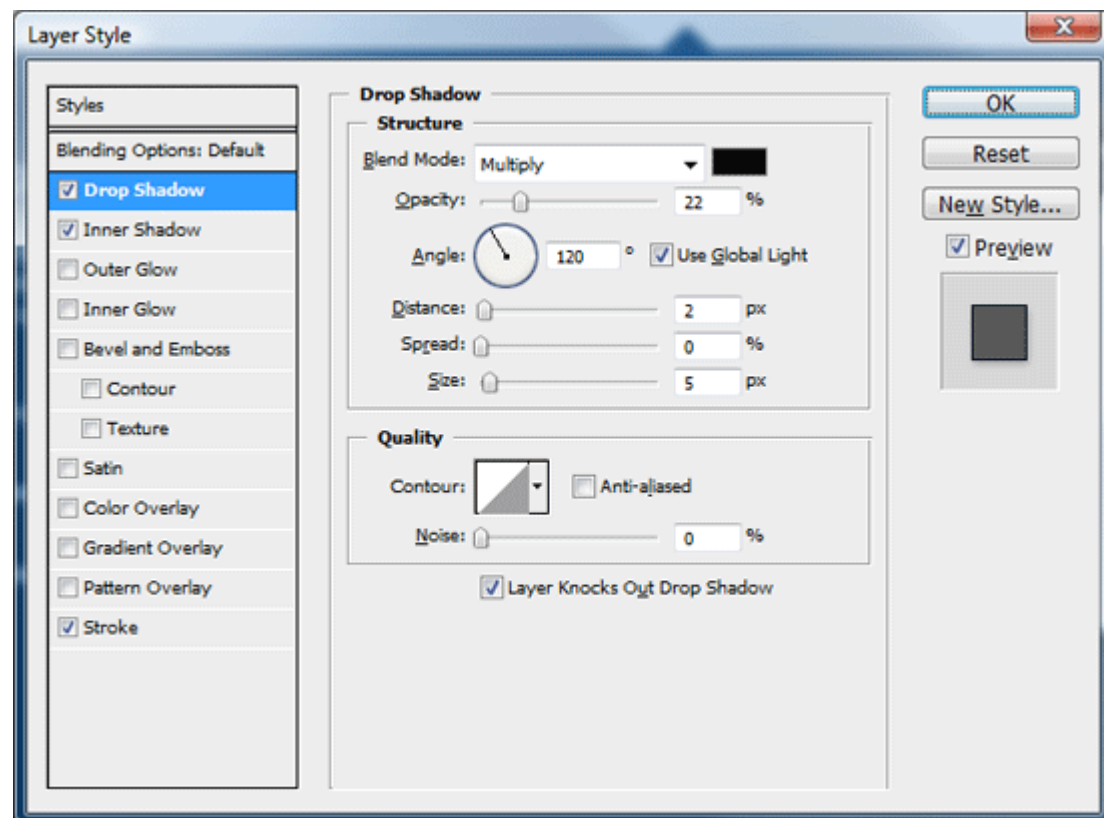 Layer Style
Styles
Blending Options: Default
Drop Shadow
Inner Shadow
Outer Glow
Inner Glow
Bevel and Emboss
Contour
Texture
Satin
Color Overlay
Gradient Overlay
Pattern Overlay
Stroke
Drop Shadow
Structure
Blend Mode: Multiply
Opacity: 22 %
Angle: 120 ° Use Global Light
Distance: 2 px
Spread: 0 %
Size: 5 px
Quality
Contour: Anti-aliased
Noise: 0 %
Layer Knocks Out Drop Shadow
OK
Reset
New Style...
Preview